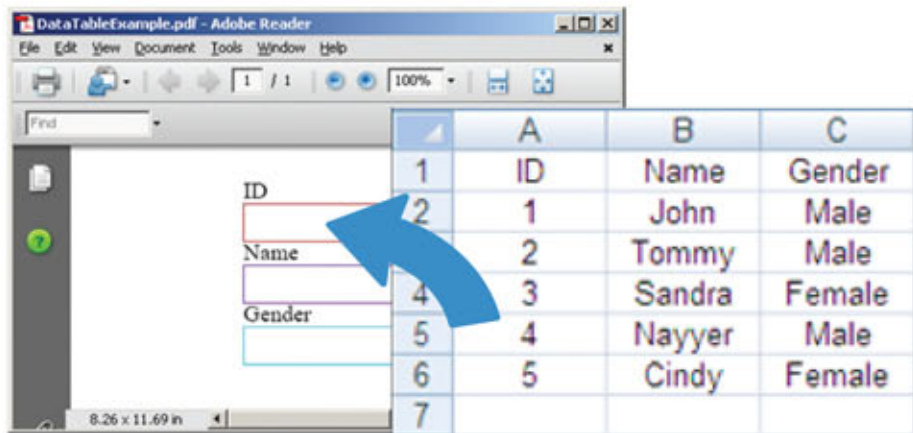 DataTableExample.pdf - Adobe Reader
File Edit View Document Tools Window Help
1 / 1 100%
Find
ID
Name
Gender
8.26 x 11.69 in
A B C
1 ID Name Gender
2 1 John Male
2 Tommy Male
4 3 Sandra Female
5 4 Nayyer Male
6 5 Cindy Female
7